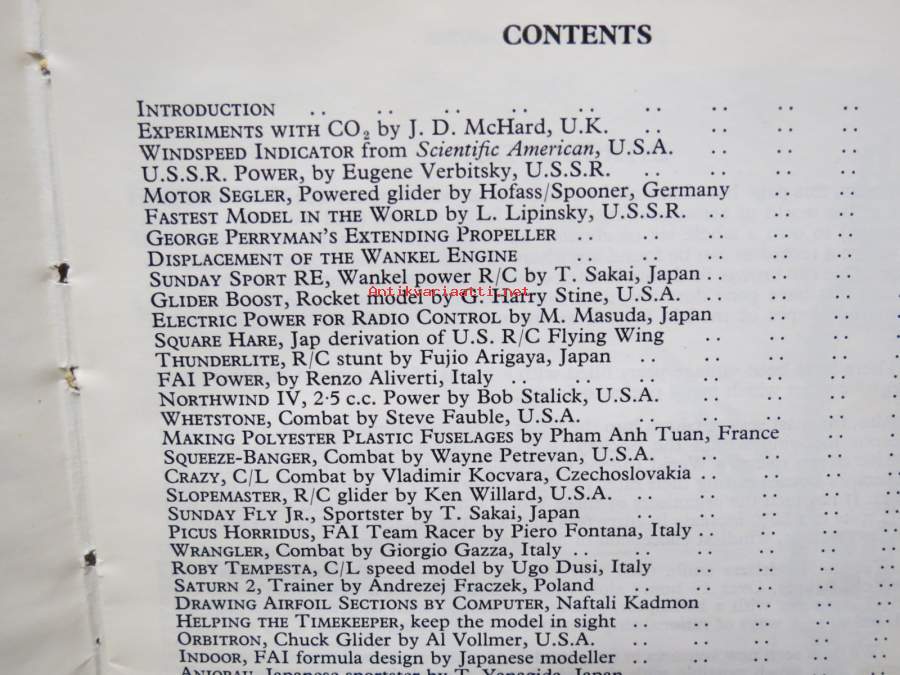 CONTENTS
INTRODUCTION .. .. .. .. .. .. .. .. ..
EXPERIMENTS WITH CO₂ by J. D. McHard, U.K. .. .. .. ..
WINDSPEED INDICATOR from Scientific American, U.S.A. .. .. ..
U.S.S.R. POWER, by Eugene Verbitsky, U.S.S.R. .. .. .. ..
MOTOR SEGLER, Powered glider by Hofass/Spooner, Germany .. ..
FASTEST MODEL IN THE WORLD by L. Lipinsky, U.S.S.R. .. .. ..
GEORGE PERRYMAN'S EXTENDING PROPELLER .. .. .. .. ..
DISPLACEMENT OF THE WANKEL ENGINE .. .. .. .. ..
SUNDAY SPORT RE, Wankel power R/C by T. Sakai, Japan .. .. ..
Antikvariaatti.net
GLIDER BOOST, Rocket model by G. Harry Stine, U.S.A. .. .. ..
ELECTRIC POWER FOR RADIO CONTROL by M. Masuda, Japan .. ..
SQUARE HARE, Jap derivation of U.S. R/C Flying Wing .. .. ..
THUNDERLITE, R/C stunt by Fujio Arigaya, Japan .. .. .. ..
FAI POWER, by Renzo Aliverti, Italy .. .. .. .. .. ..
NORTHWIND IV, 2·5 c.c. Power by Bob Stalick, U.S.A. .. .. ..
WHETSTONE, Combat by Steve Fauble, U.S.A. .. .. .. ..
MAKING POLYESTER PLASTIC FUSELAGES by Pham Anh Tuan, France .. ..
SQUEEZE-BANGER, Combat by Wayne Petrevan, U.S.A. .. .. .. ..
CRAZY, C/L Combat by Vladimir Kocvara, Czechoslovakia .. .. .. ..
SLOPEMASTER, R/C glider by Ken Willard, U.S.A. .. .. .. .. ..
SUNDAY FLY JR., Sportster by T. Sakai, Japan .. .. .. .. ..
PICUS HORRIDUS, FAI Team Racer by Piero Fontana, Italy .. .. .. ..
WRANGLER, Combat by Giorgio Gazza, Italy .. .. .. .. .. ..
ROBY TEMPESTA, C/L speed model by Ugo Dusi, Italy .. .. .. ..
SATURN 2, Trainer by Andrezej Fraczek, Poland .. .. .. .. ..
DRAWING AIRFOIL SECTIONS BY COMPUTER, Naftali Kadmon .. .. ..
HELPING THE TIMEKEEPER, keep the model in sight .. .. .. .. ..
ORBITRON, Chuck Glider by Al Vollmer, U.S.A. .. .. .. .. ..
INDOOR, FAI formula design by Japanese modeller .. .. .. .. ..
Japanese sportster by T. Yanagida, Japan